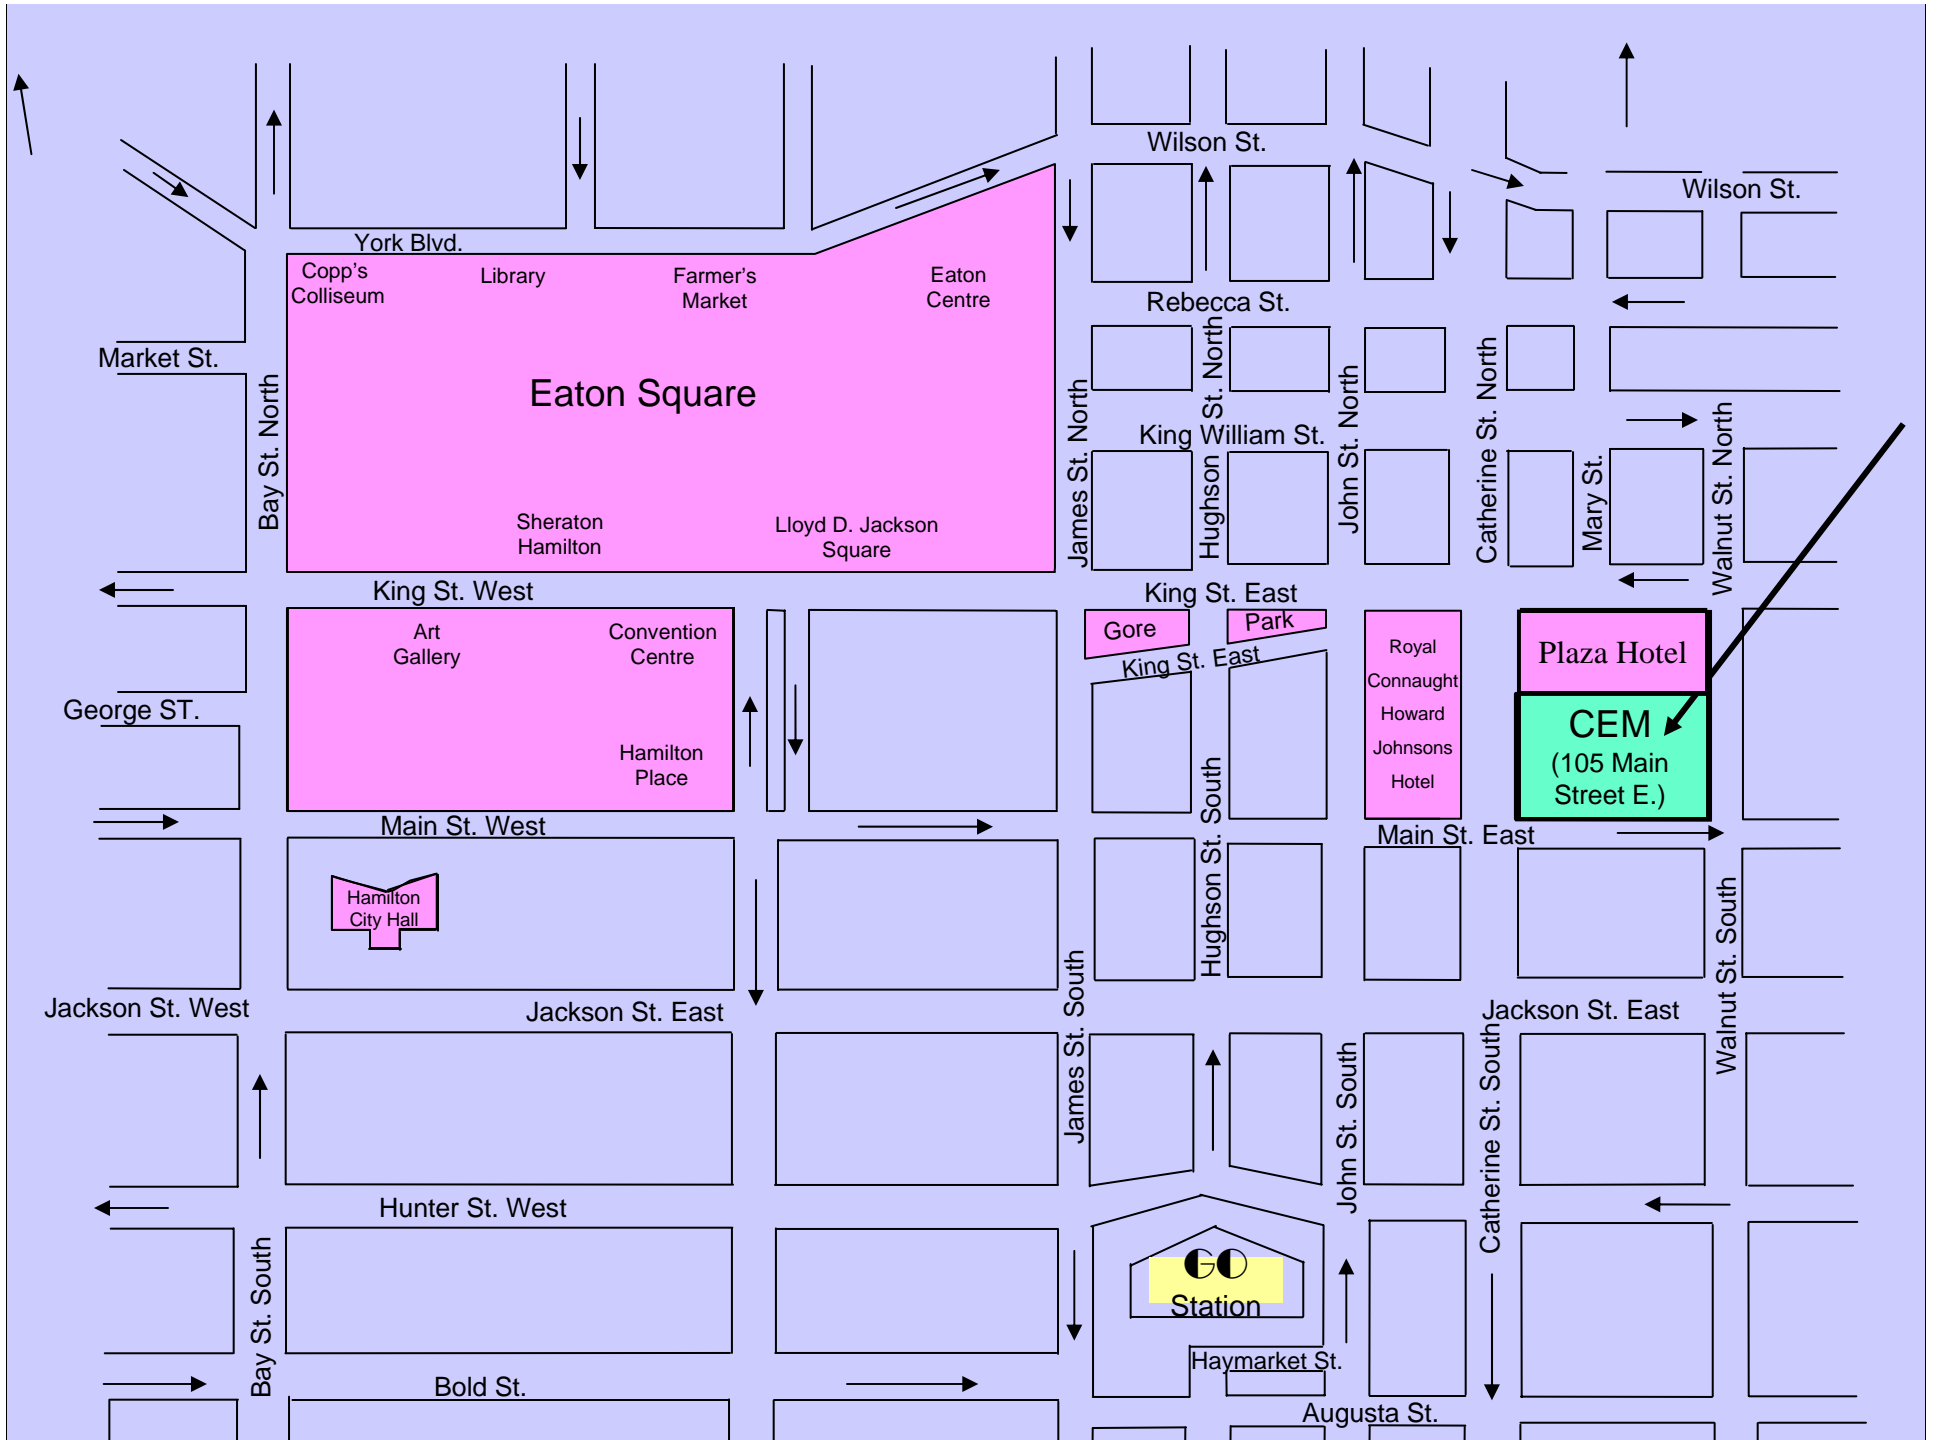 Wilson St.
Wilson St.
York Blvd.
Copp's
Colliseum
Library
Farmer's
Market
Eaton
Centre
Rebecca St.
Market St.
Eaton Square
Bay St. North
James St. North
Hughson St. North
John St. North
Catherine St. North
Mary St.
Walnut St. North
King William St.
Sheraton
Hamilton
Lloyd D. Jackson
Square
King St. West
King St. East
Art
Gallery
Convention
Centre
Gore
Park
King St. East
Royal
Connaught
Howard
Johnsons
Hotel
Plaza Hotel
George ST.
CEM
(105 Main
Street E.)
Hamilton
Place
Main St. West
Main St. East
Hughson St. South
Hamilton
City Hall
Walnut St. South
Jackson St. West
Jackson St. East
Jackson St. East
James St. South
John St. South
Catherine St. South
Hunter St. West
Bay St. South
GO
Station
Haymarket St.
Bold St.
Augusta St.